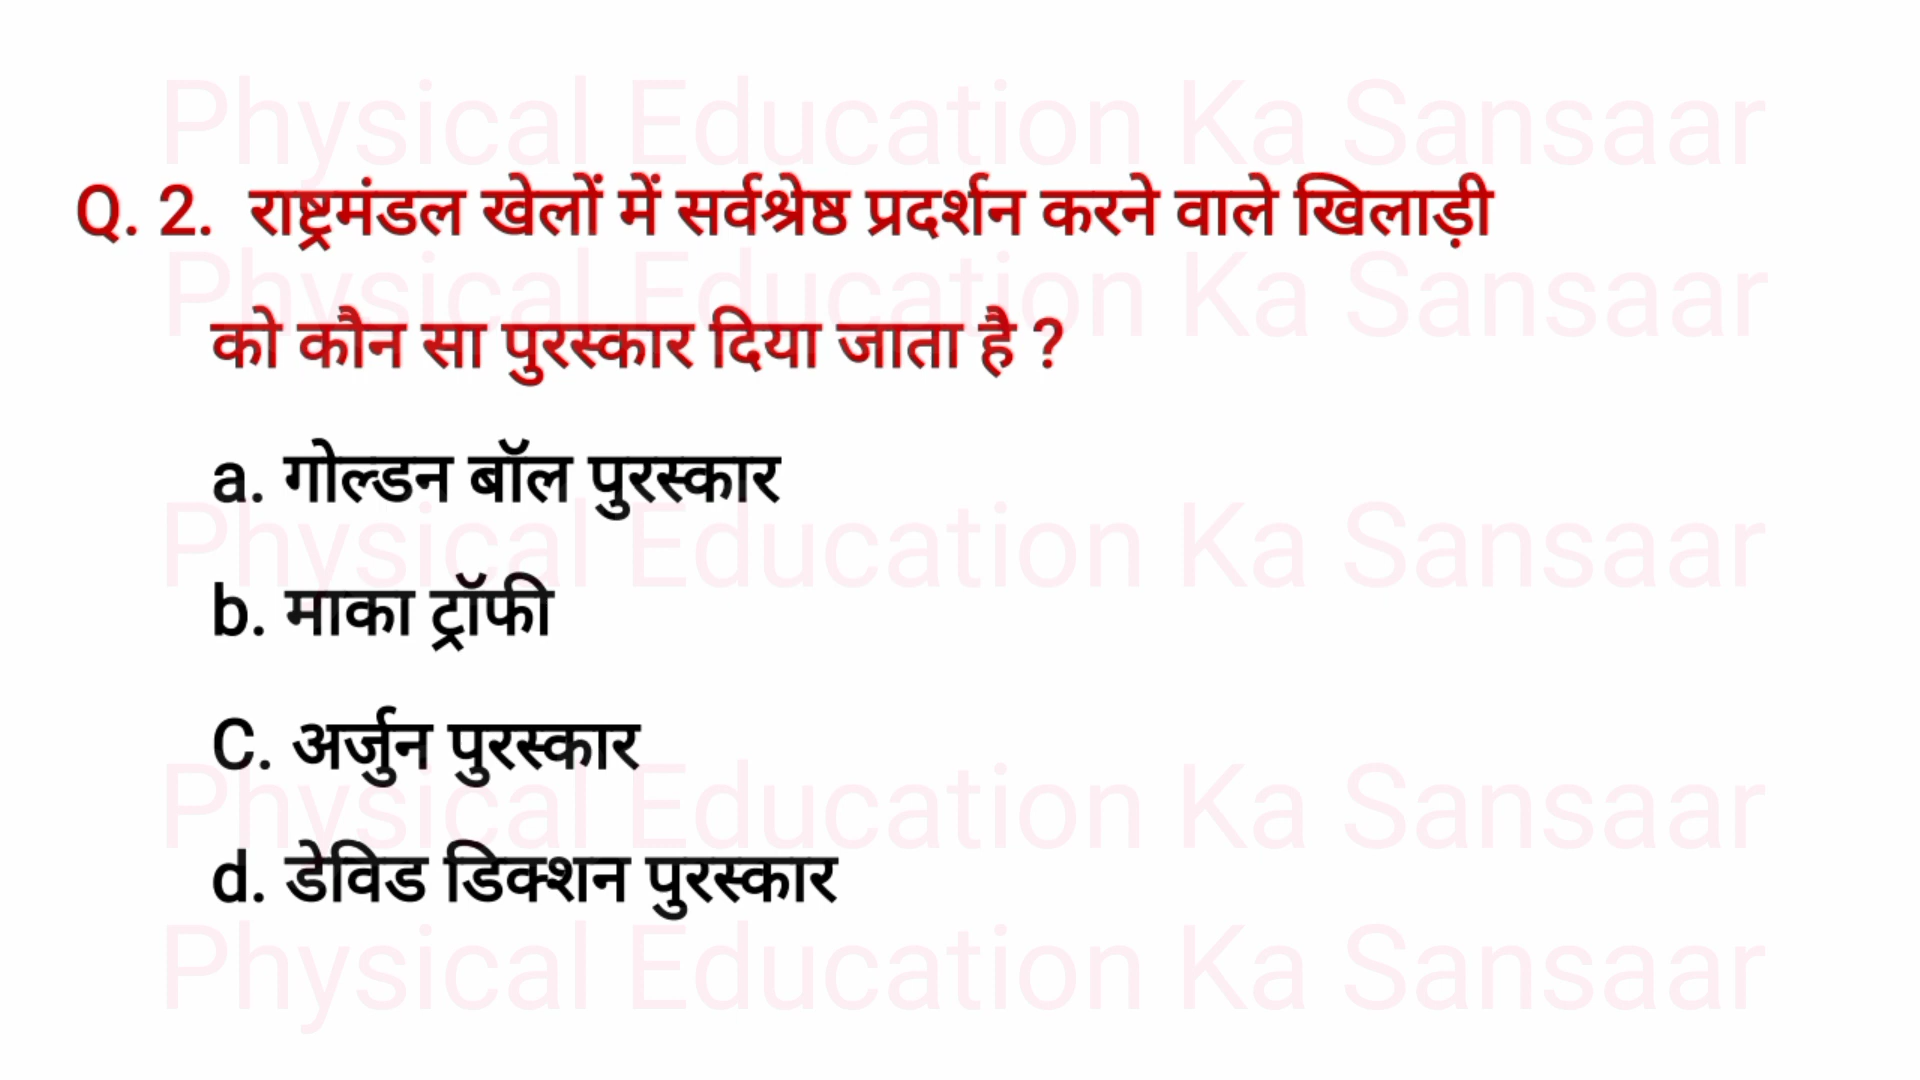 Physical Education Ka Sansaar
Q. 2. राष्ट्रमंडल खेलों में सर्वश्रेष्ठ प्रदर्शन करने वाले खिलाड़ी
Physical Education Ka Sansaar
को कौन सा पुरस्कार दिया जाता है ?
a. गोल्डन बॉल पुरस्कार
Physical Education Ka Sansaar
b. माका ट्रॉफी
C. अर्जुन पुरस्कार
Physical Education Ka Sansaar
d. डेविड डिक्शन पुरस्कार
Physical Education Ka Sansaar